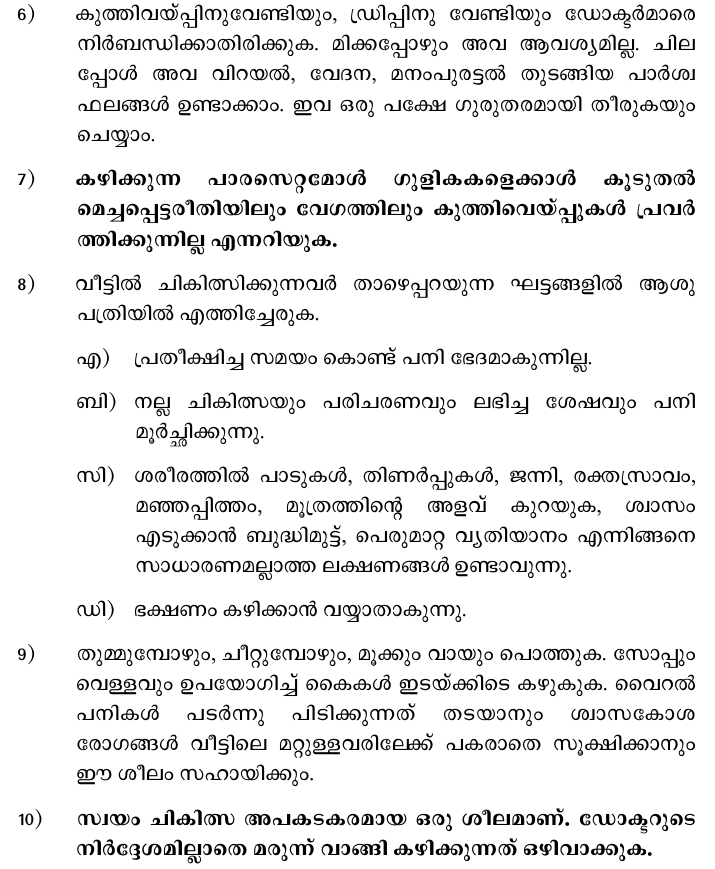 6) കുത്തിവയ്പ്പിനുവേണ്ടിയും, ഡ്രിപ്പിനു വേണ്ടിയും ഡോക്ടർമാരെ
നിർബന്ധിക്കാതിരിക്കുക. മിക്കപ്പോഴും അവ ആവശ്യമില്ല. ചില
പ്പോൾ അവ വിറയൽ, വേദന, മനംപുരട്ടൽ തുടങ്ങിയ പാർശ്വ
ഫലങ്ങൾ ഉണ്ടാക്കാം. ഇവ ഒരു പക്ഷേ ഗുരുതരമായി തീരുകയും
ചെയ്യാം.
7) കഴിക്കുന്ന പാരസെറ്റമോൾ ഗുളികകളെക്കാൾ കൂടുതൽ
മെച്ചപ്പെട്ടരീതിയിലും വേഗത്തിലും കുത്തിവെയ്പ്പുകൾ പ്രവർ
ത്തിക്കുന്നില്ല എന്നറിയുക.
8) വീട്ടിൽ ചികിത്സിക്കുന്നവർ താഴെപ്പറയുന്ന ഘട്ടങ്ങളിൽ ആശു
പത്രിയിൽ എത്തിച്ചേരുക.
എ) പ്രതീക്ഷിച്ച സമയം കൊണ്ട് പനി ഭേദമാകുന്നില്ല.
ബി) നല്ല ചികിത്സയും പരിചരണവും ലഭിച്ച ശേഷവും പനി
മൂർച്ഛിക്കുന്നു.
സി) ശരീരത്തിൽ പാടുകൾ, തിണർപ്പുകൾ, ജന്നി, രക്തസ്രാവം,
മഞ്ഞപ്പിത്തം, മൂത്രത്തിന്റെ അളവ് കുറയുക, ശ്വാസം
എടുക്കാൻ ബുദ്ധിമുട്ട്, പെരുമാറ്റ വ്യതിയാനം എന്നിങ്ങനെ
സാധാരണമല്ലാത്ത ലക്ഷണങ്ങൾ ഉണ്ടാവുന്നു.
ഡി) ഭക്ഷണം കഴിക്കാൻ വയ്യാതാകുന്നു.
9) തുമ്മുമ്പോഴും, ചീറ്റുമ്പോഴും, മൂക്കും വായും പൊത്തുക. സോപ്പും
വെള്ളവും ഉപയോഗിച്ച് കൈകൾ ഇടയ്ക്കിടെ കഴുകുക. വൈറൽ
പനികൾ പടർന്നു പിടിക്കുന്നത് തടയാനും ശ്വാസകോശ
രോഗങ്ങൾ വീട്ടിലെ മറ്റുള്ളവരിലേക്ക് പകരാതെ സൂക്ഷിക്കാനും
ഈ ശീലം സഹായിക്കും.
10) സ്വയം ചികിത്സ അപകടകരമായ ഒരു ശീലമാണ്. ഡോക്ടറുടെ
നിർദ്ദേശമില്ലാതെ മരുന്ന് വാങ്ങി കഴിക്കുന്നത് ഒഴിവാക്കുക.